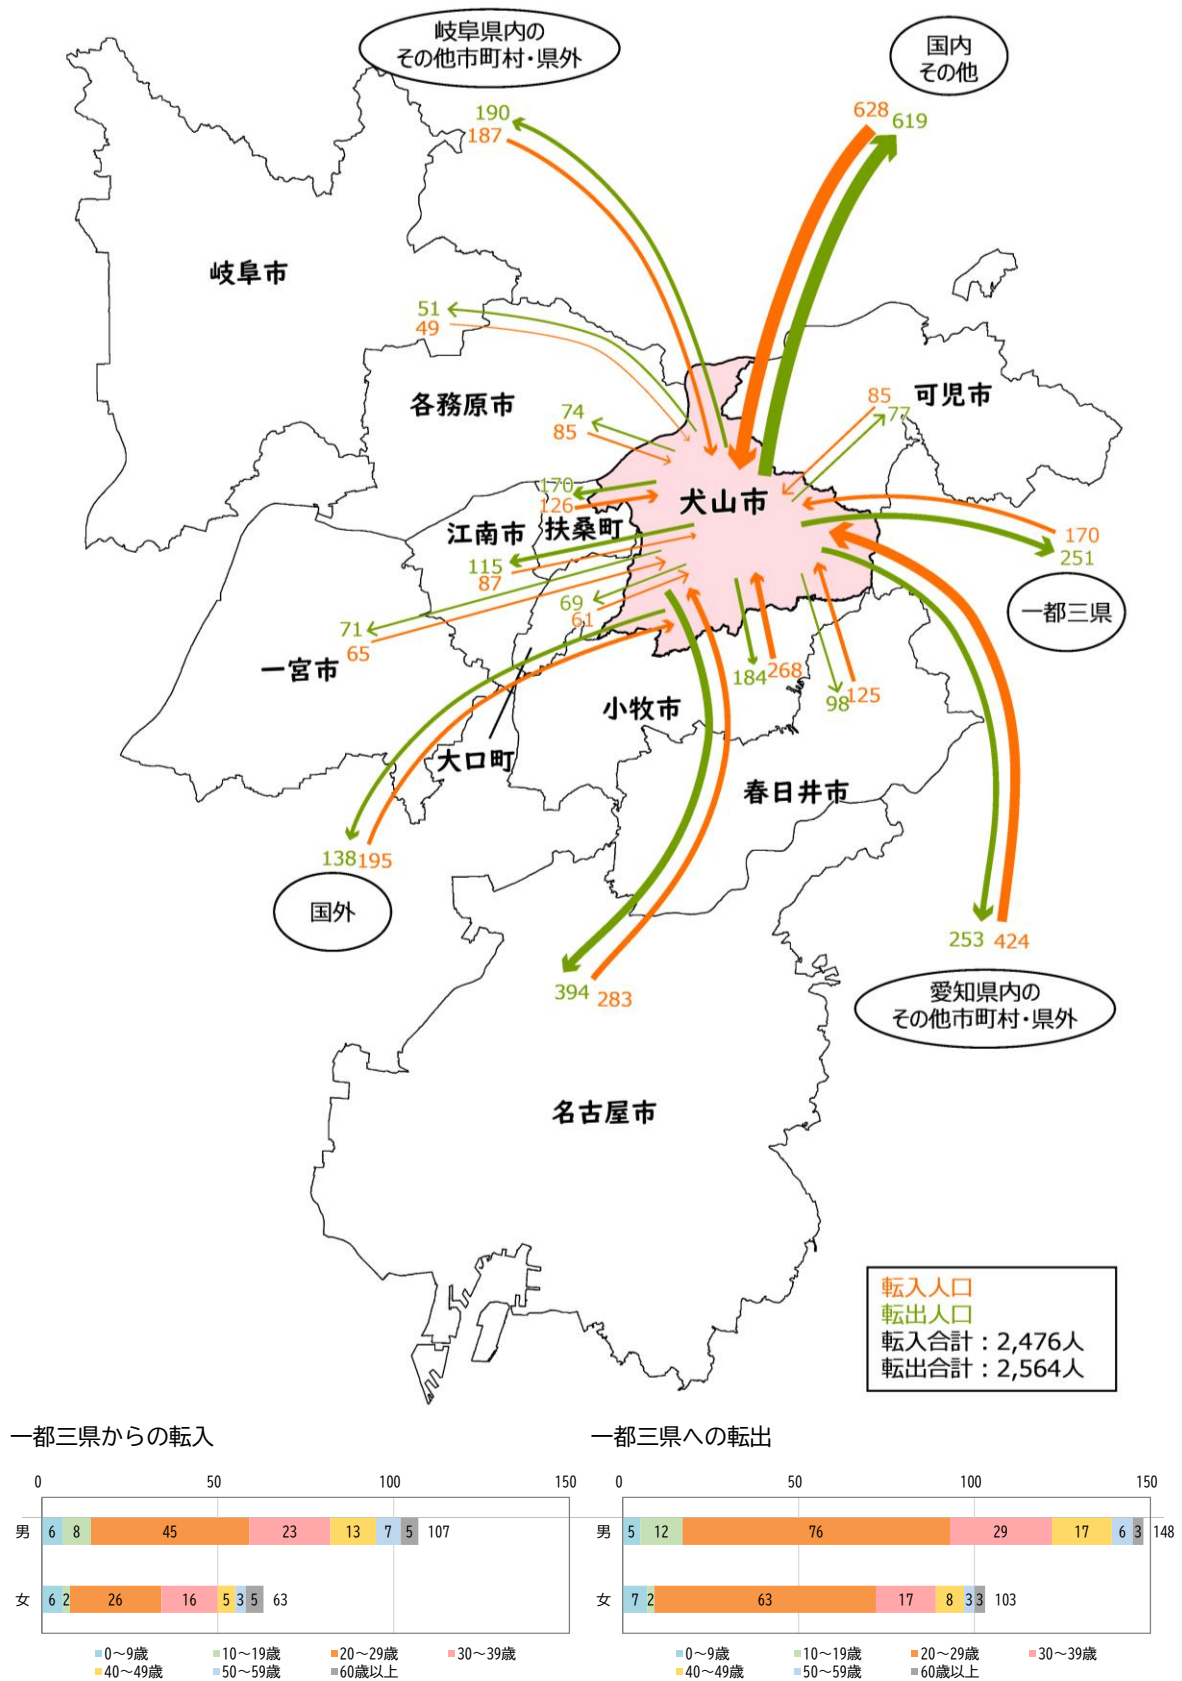 岐阜県内の
その他市町村・県外
国内
その他
190
187
628
619
岐阜市
51
49
各務原市
74
85
85
77
可児市
170
126
犬山市
江南市
扶桑町
115
87
170
251
一都三県
69
61
71
65
一宮市
184
268
98
125
小牧市
大口町
春日井市
138
195
国外
394
283
253
424
愛知県内の
その他市町村・県外
名古屋市
転入人口
転出人口
転入合計：2,476人
転出合計：2,564人
一都三県からの転入
0 50 100 150
男 6 8 45 23 13 7 5 107
女 6 2 26 16 5 3 5 63
0～9歳 10～19歳 20～29歳 30～39歳
40～49歳 50～59歳 60歳以上
一都三県への転出
0 50 100 150
男 5 12 76 29 17 6 3 148
女 7 2 63 17 8 3 3 103
0～9歳 10～19歳 20～29歳 30～39歳
40～49歳 50～59歳 60歳以上